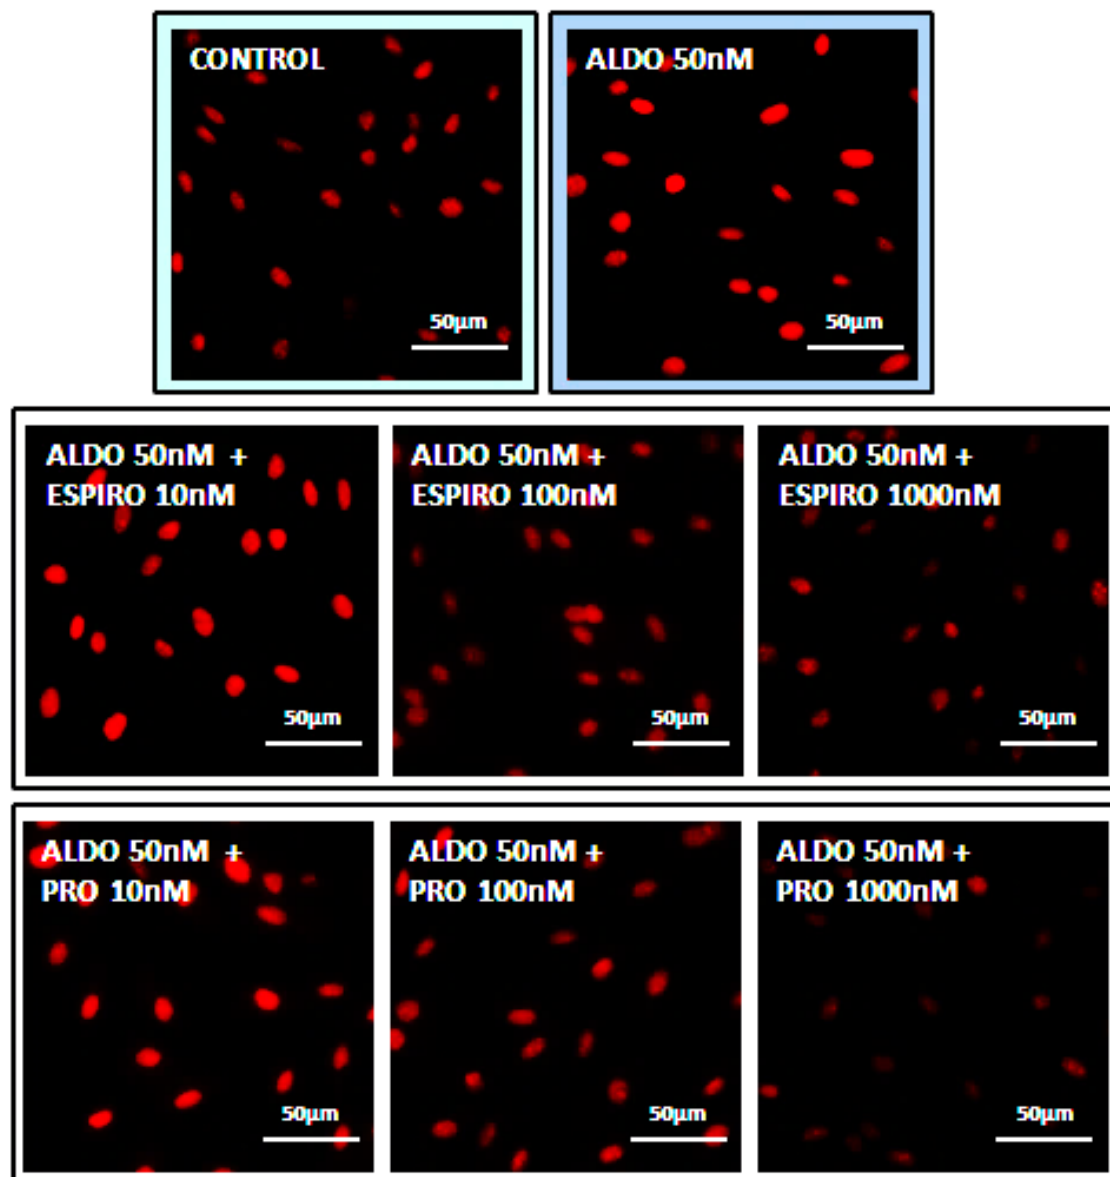 CONTROL
50µm
ALDO 50nM
50µm
ALDO 50nM +
ESPIRO 10nM
50µm
ALDO 50nM +
ESPIRO 100nM
50µm
ALDO 50nM +
ESPIRO 1000nM
50µm
ALDO 50nM +
PRO 10nM
50µm
ALDO 50nM +
PRO 100nM
50µm
ALDO 50nM +
PRO 1000nM
50µm